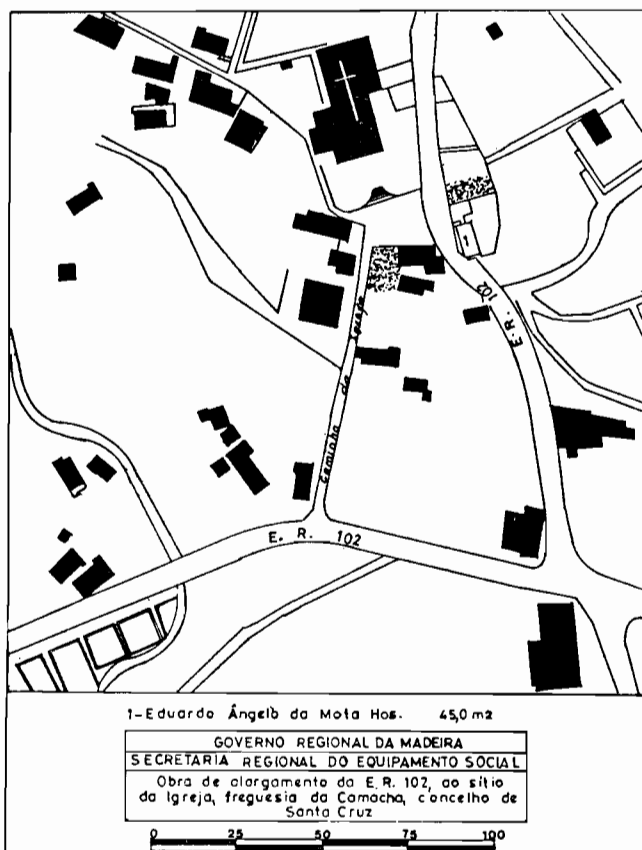 1
E. R. 102
Caminho da Igreja
E. R. 102
1-Eduardo Ângelo da Mota Hos. 45,0 m2
GOVERNO REGIONAL DA MADEIRA
SECRETARIA REGIONAL DO EQUIPAMENTO SOCIAL
Obra de alargamento da E.R. 102, ao sítio
da Igreja, freguesia da Camacha, concelho de
Santa Cruz
0 25 50 75 100